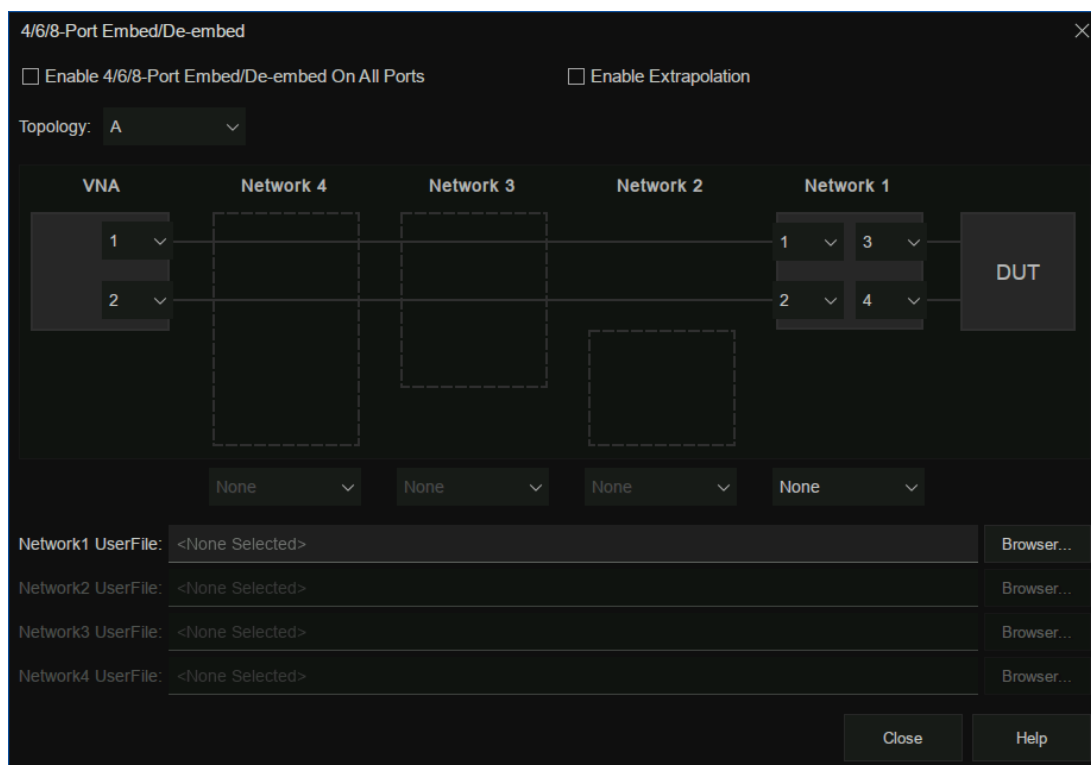 4/6/8-Port Embed/De-embed
Enable 4/6/8-Port Embed/De-embed On All Ports Enable Extrapolation
Topology: A
VNA Network 4 Network 3 Network 2 Network 1
1 1 3
DUT
2 2 4
None None None None
Network1 UserFile: <None Selected> Browser...
Network2 UserFile: <None Selected> Browser...
Network3 UserFile: <None Selected> Browser...
Network4 UserFile: <None Selected> Browser...
Close Help